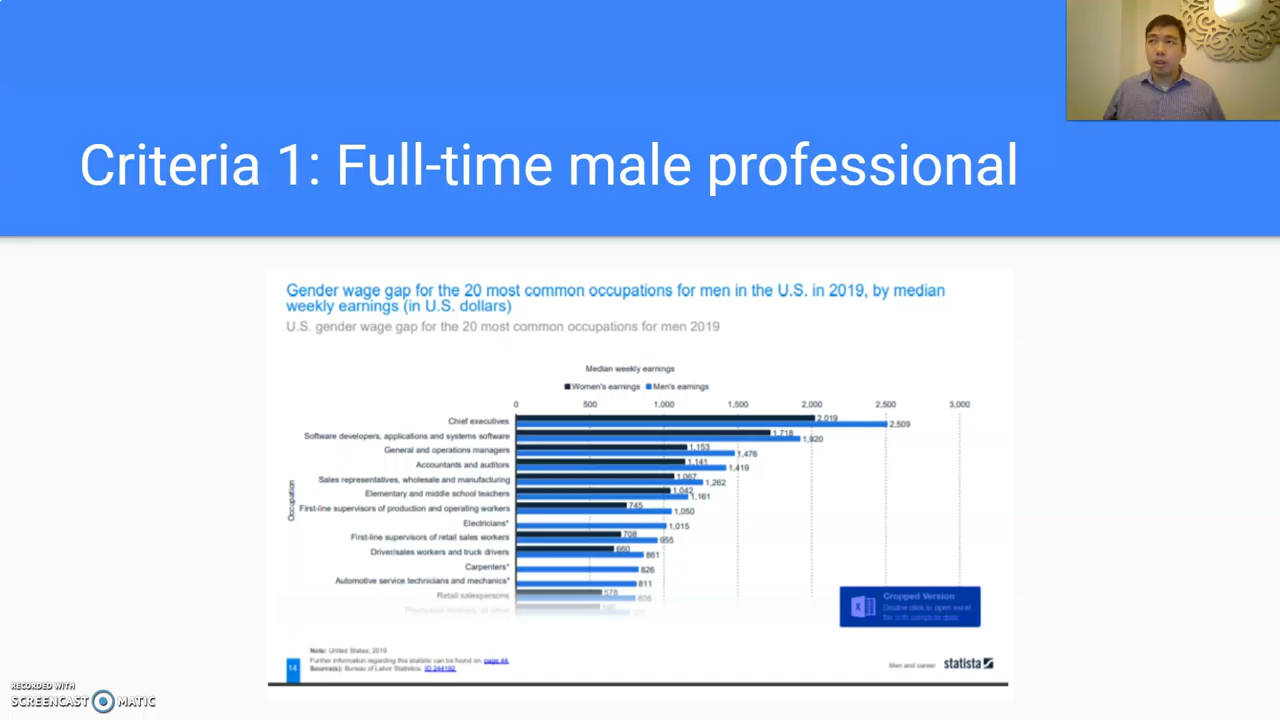 Criteria 1: Full-time male professional
Gender wage gap for the 20 most common occupations for men in the U.S. in 2019, by median
weekly earnings (in U.S. dollars)
U.S. gender wage gap for the 20 most common occupations for men 2019
Median weekly earnings
Women's earnings Men's earnings
0 500 1,000 1,500 2,000 2,500 3,000
Occupation
Chief executives 2,019 2,509
Software developers, applications and systems software 1,718 1,920
General and operations managers 1,153 1,476
Accountants and auditors 1,141 1,419
Sales representatives, wholesale and manufacturing 1,067 1,262
Elementary and middle school teachers 1,042 1,161
First-line supervisors of production and operating workers 745 1,050
Electricians* 1,015
First-line supervisors of retail sales workers 708 955
Driver/sales workers and truck drivers 660 861
Carpenters* 826
Automotive service technicians and mechanics* 811
Retail salespersons 578
Cropped Version
Double click to open excel
file with complete data
Note: United States; 2019
Further information regarding this statistic can be found on page 44.
Source(s): Bureau of Labor Statistics; ID 244192
14
Men and career statista
RECORDED WITH
SCREENCAST MATIC